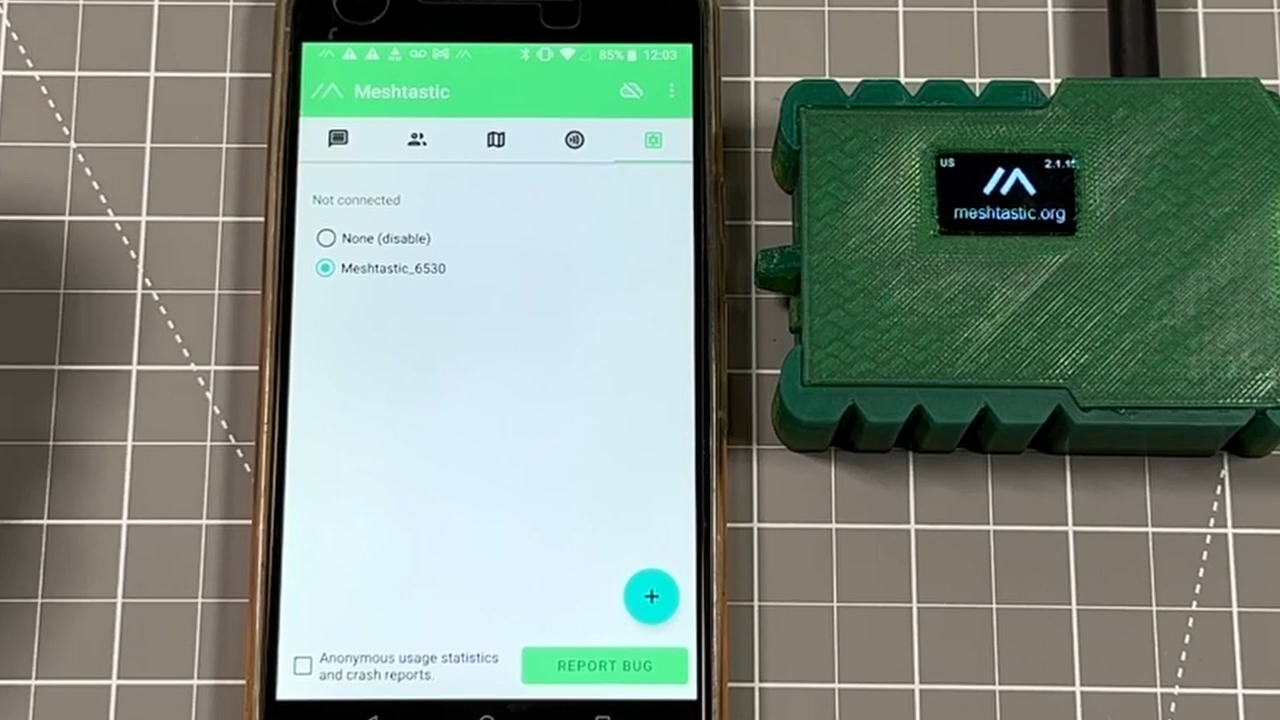 85% 12:03
Meshtastic
Not connected
None (disable)
Meshtastic_6530
Anonymous usage statistics
and crash reports.
REPORT BUG
US
meshtastic.org